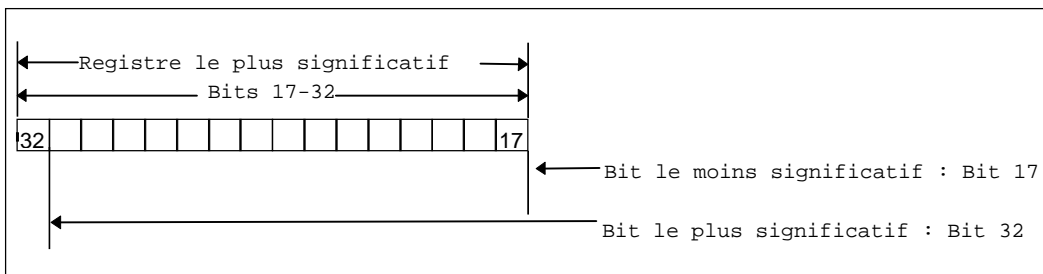 Registre le plus significatif
Bits 17-32
32 17
Bit le moins significatif : Bit 17
Bit le plus significatif : Bit 32